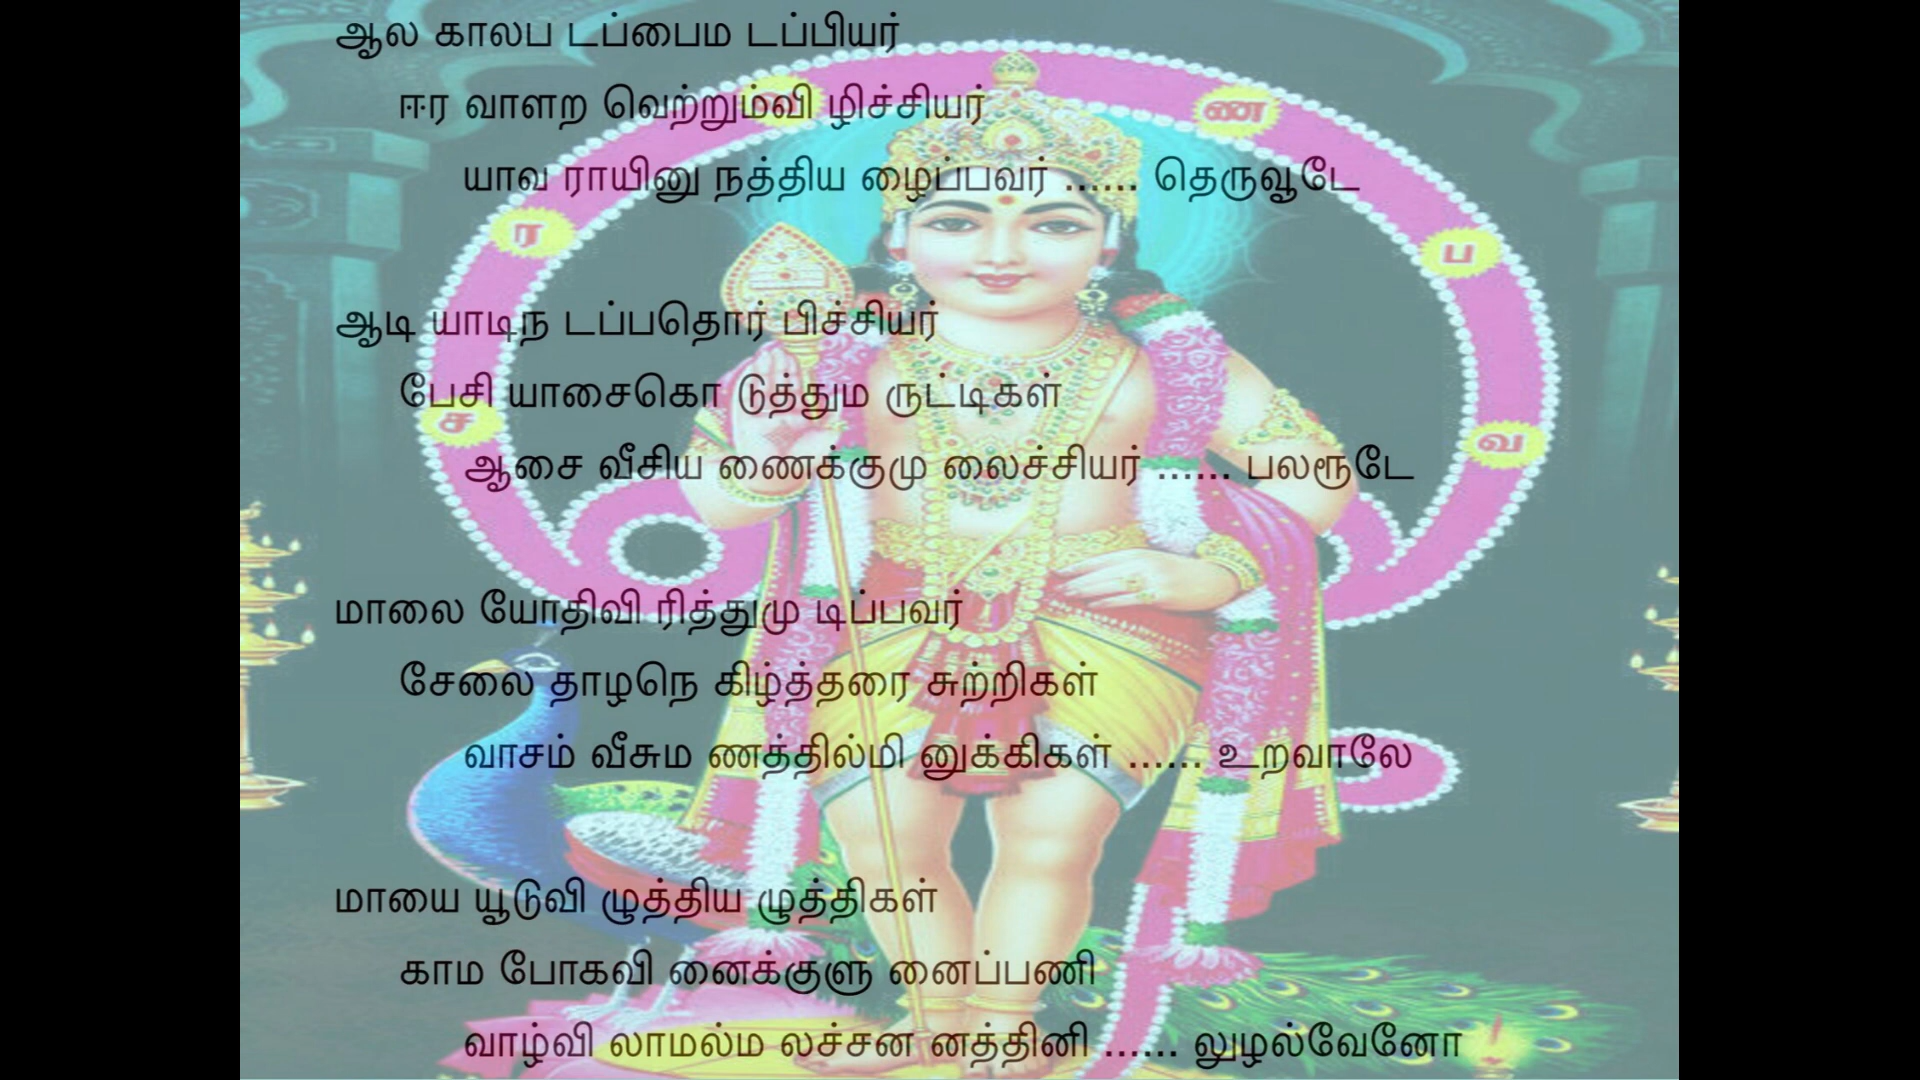 ஆல காலப டப்பைம டப்பியர்
ஈர வாளற வெற்றும்வி ழிச்சியர்
யாவ ராயினு நத்திய ழைப்பவர் ...... தெருவூடே
ஆடி யாடிந டப்பதொர் பிச்சியர்
பேசி யாசைகொ டுத்தும ருட்டிகள்
ஆசை வீசிய ணைக்குமு லைச்சியர் ...... பலரூடே
மாலை யோதிவி ரித்துமு டிப்பவர்
சேலை தாழநெ கிழ்த்தரை சுற்றிகள்
வாசம் வீசும ணத்தில்மி னுக்கிகள் ...... உறவாலே
மாயை யூடுவி ழுத்திய ழுத்திகள்
காம போகவி னைக்குளு னைப்பணி
வாழ்வி லாமல்ம லச்சன னத்தினி ...... லுழல்வேனோ
ச
ர
ண
ப
வ